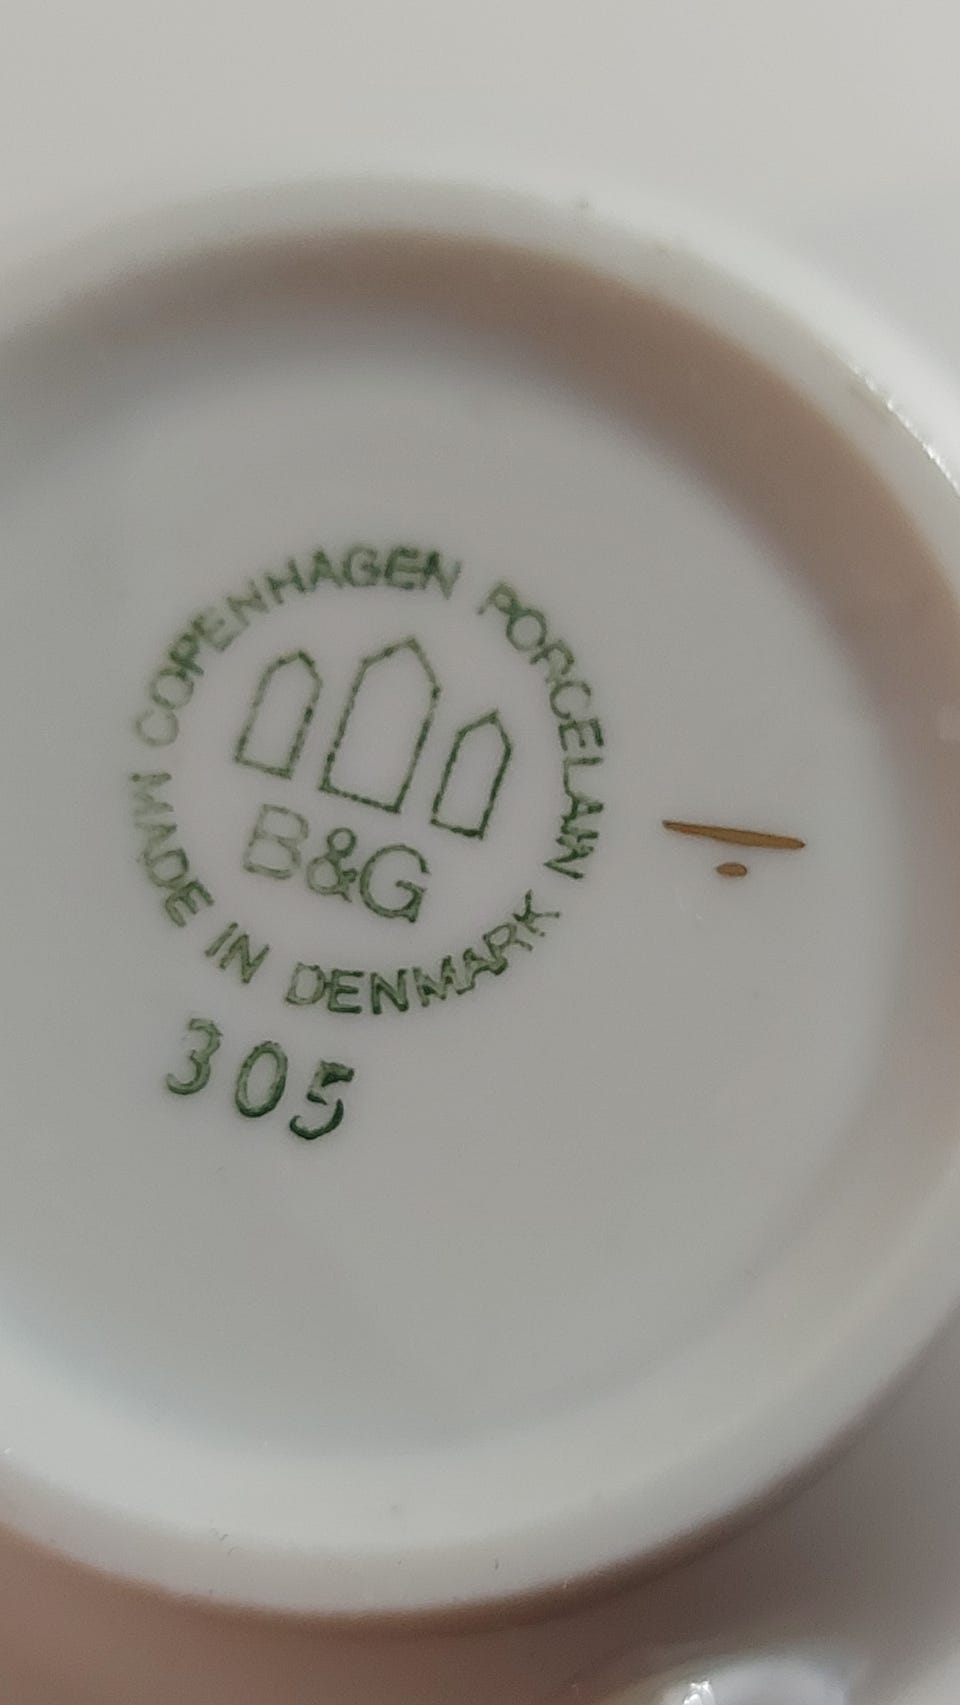 COPENHAGEN PORCELAIN
B&G
MADE IN DENMARK
305